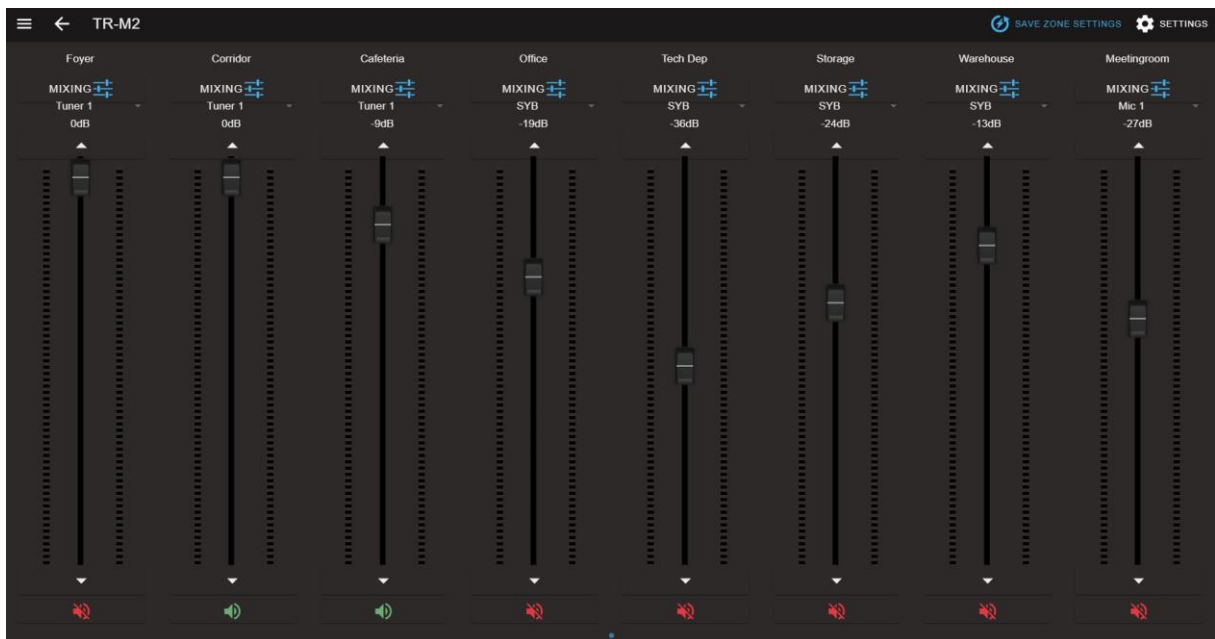 TR-M2 SAVE ZONE SETTINGS SETTINGS
Foyer Corridor Cafeteria Office Tech Dep Storage Warehouse Meetingroom
MIXING MIXING MIXING MIXING MIXING MIXING MIXING MIXING
Tuner 1 Tuner 1 Tuner 1 SYB SYB SYB SYB Mic 1
0dB 0dB -9dB -19dB -36dB -24dB -13dB -27dB